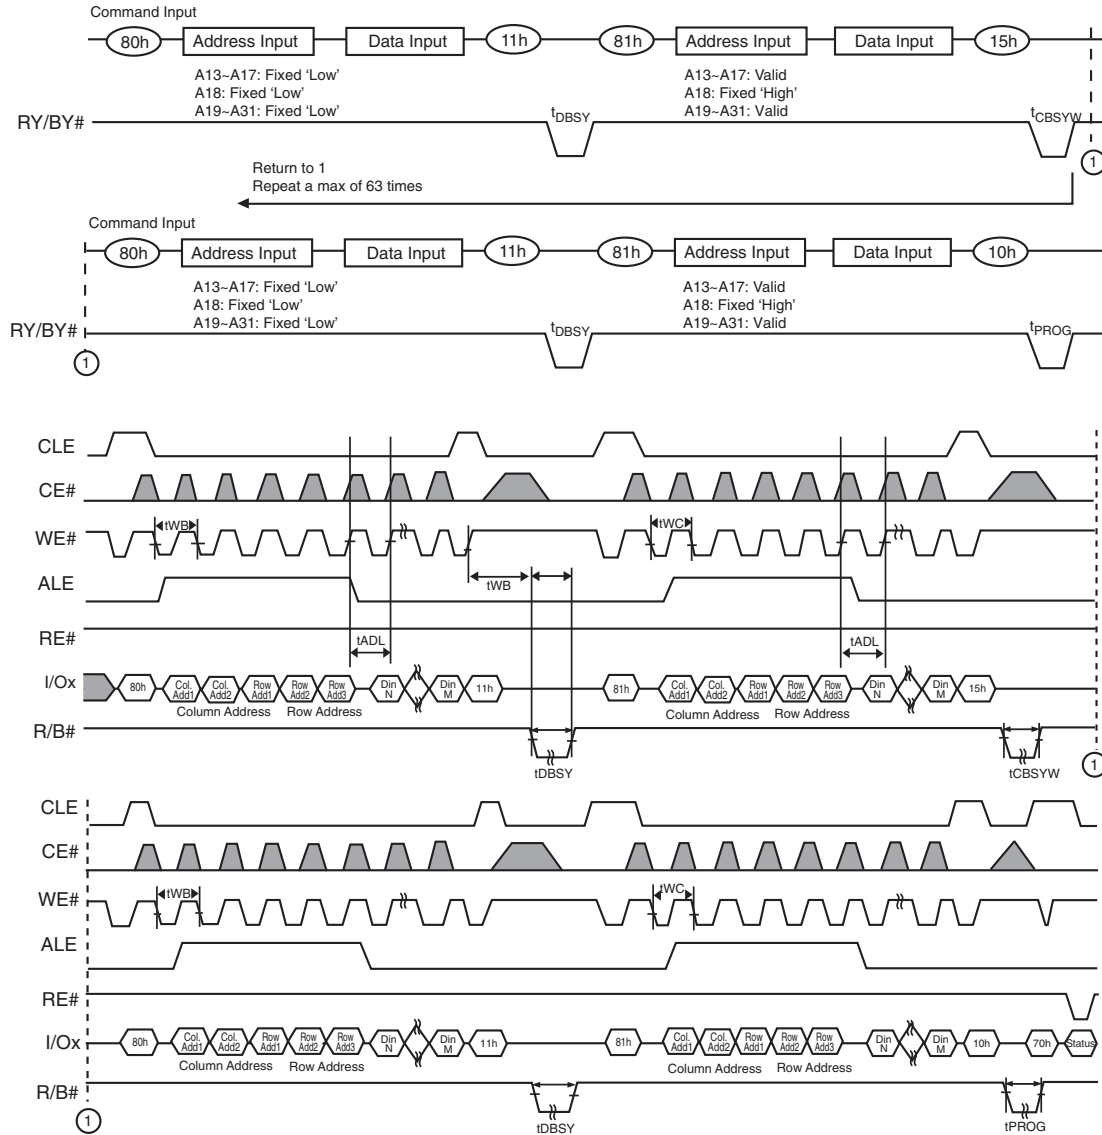 Command Input
80h Address Input Data Input 11h 81h Address Input Data Input 15h
A13~A17: Fixed ‘Low’ A13~A17: Valid
A18: Fixed ‘Low’ A18: Fixed ‘High’
A19~A31: Fixed ‘Low’ A19~A31: Valid
RY/BY# tDBSY tCBSYW
1
Return to 1
Repeat a max of 63 times
Command Input
80h Address Input Data Input 11h 81h Address Input Data Input 10h
A13~A17: Fixed ‘Low’ A13~A17: Valid
A18: Fixed ‘Low’ A18: Fixed ‘High’
A19~A31: Fixed ‘Low’ A19~A31: Valid
RY/BY# tDBSY tPROG
1
CLE
CE#
WE# tWB tWC
ALE tWB
RE# tADL tADL
I/Ox 80h Col. Add1 Col. Add2 Row Add1 Row Add2 Row Add3 Din N Din M 11h 81h Col. Add1 Col. Add2 Row Add1 Row Add2 Row Add3 Din N Din M 15h
Column Address Row Address Column Address Row Address
R/B# tDBSY tCBSYW
1
CLE
CE#
WE# tWB tWC
ALE
RE#
I/Ox 80h Col. Add1 Col. Add2 Row Add1 Row Add2 Row Add3 Din N Din M 11h 81h Col. Add1 Col. Add2 Row Add1 Row Add2 Row Add3 Din N Din M 10h 70h Status
Column Address Row Address Column Address Row Address
R/B# tDBSY tPROG
1